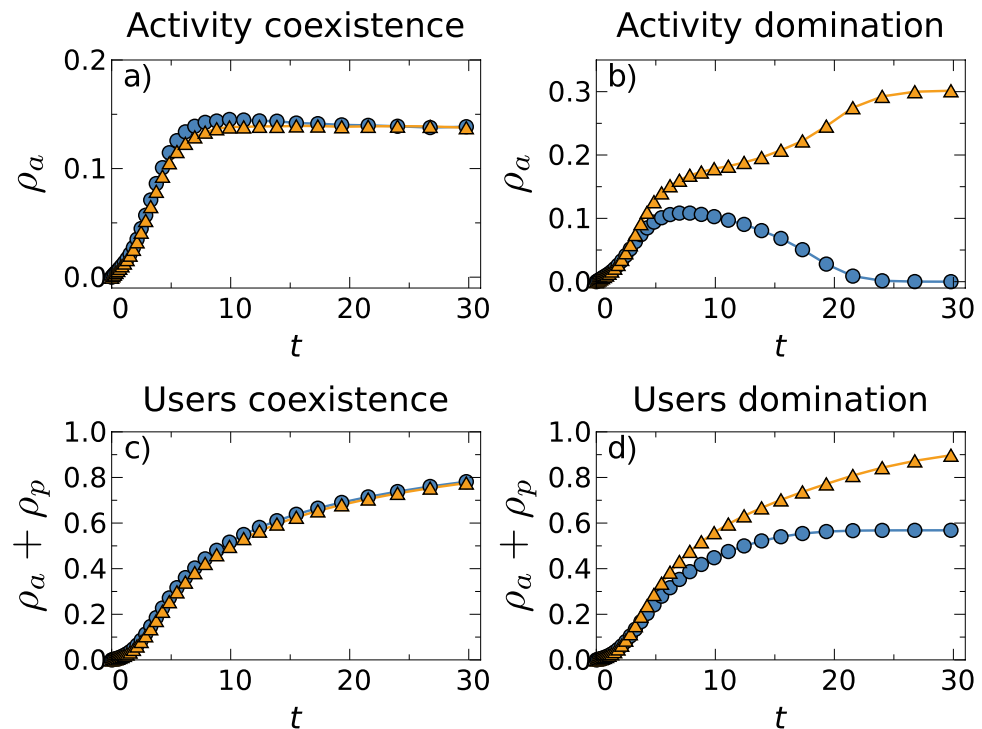 Activity coexistence
a)
0.2
0.1
0.0
ρₐ
0 10 20 30
t
Activity domination
b)
0.3
0.2
0.1
0.0
ρₐ
0 10 20 30
t
Users coexistence
c)
1.0
0.8
0.6
0.4
0.2
0.0
ρₐ + ρₚ
0 10 20 30
t
Users domination
d)
1.0
0.8
0.6
0.4
0.2
0.0
ρₐ + ρₚ
0 10 20 30
t